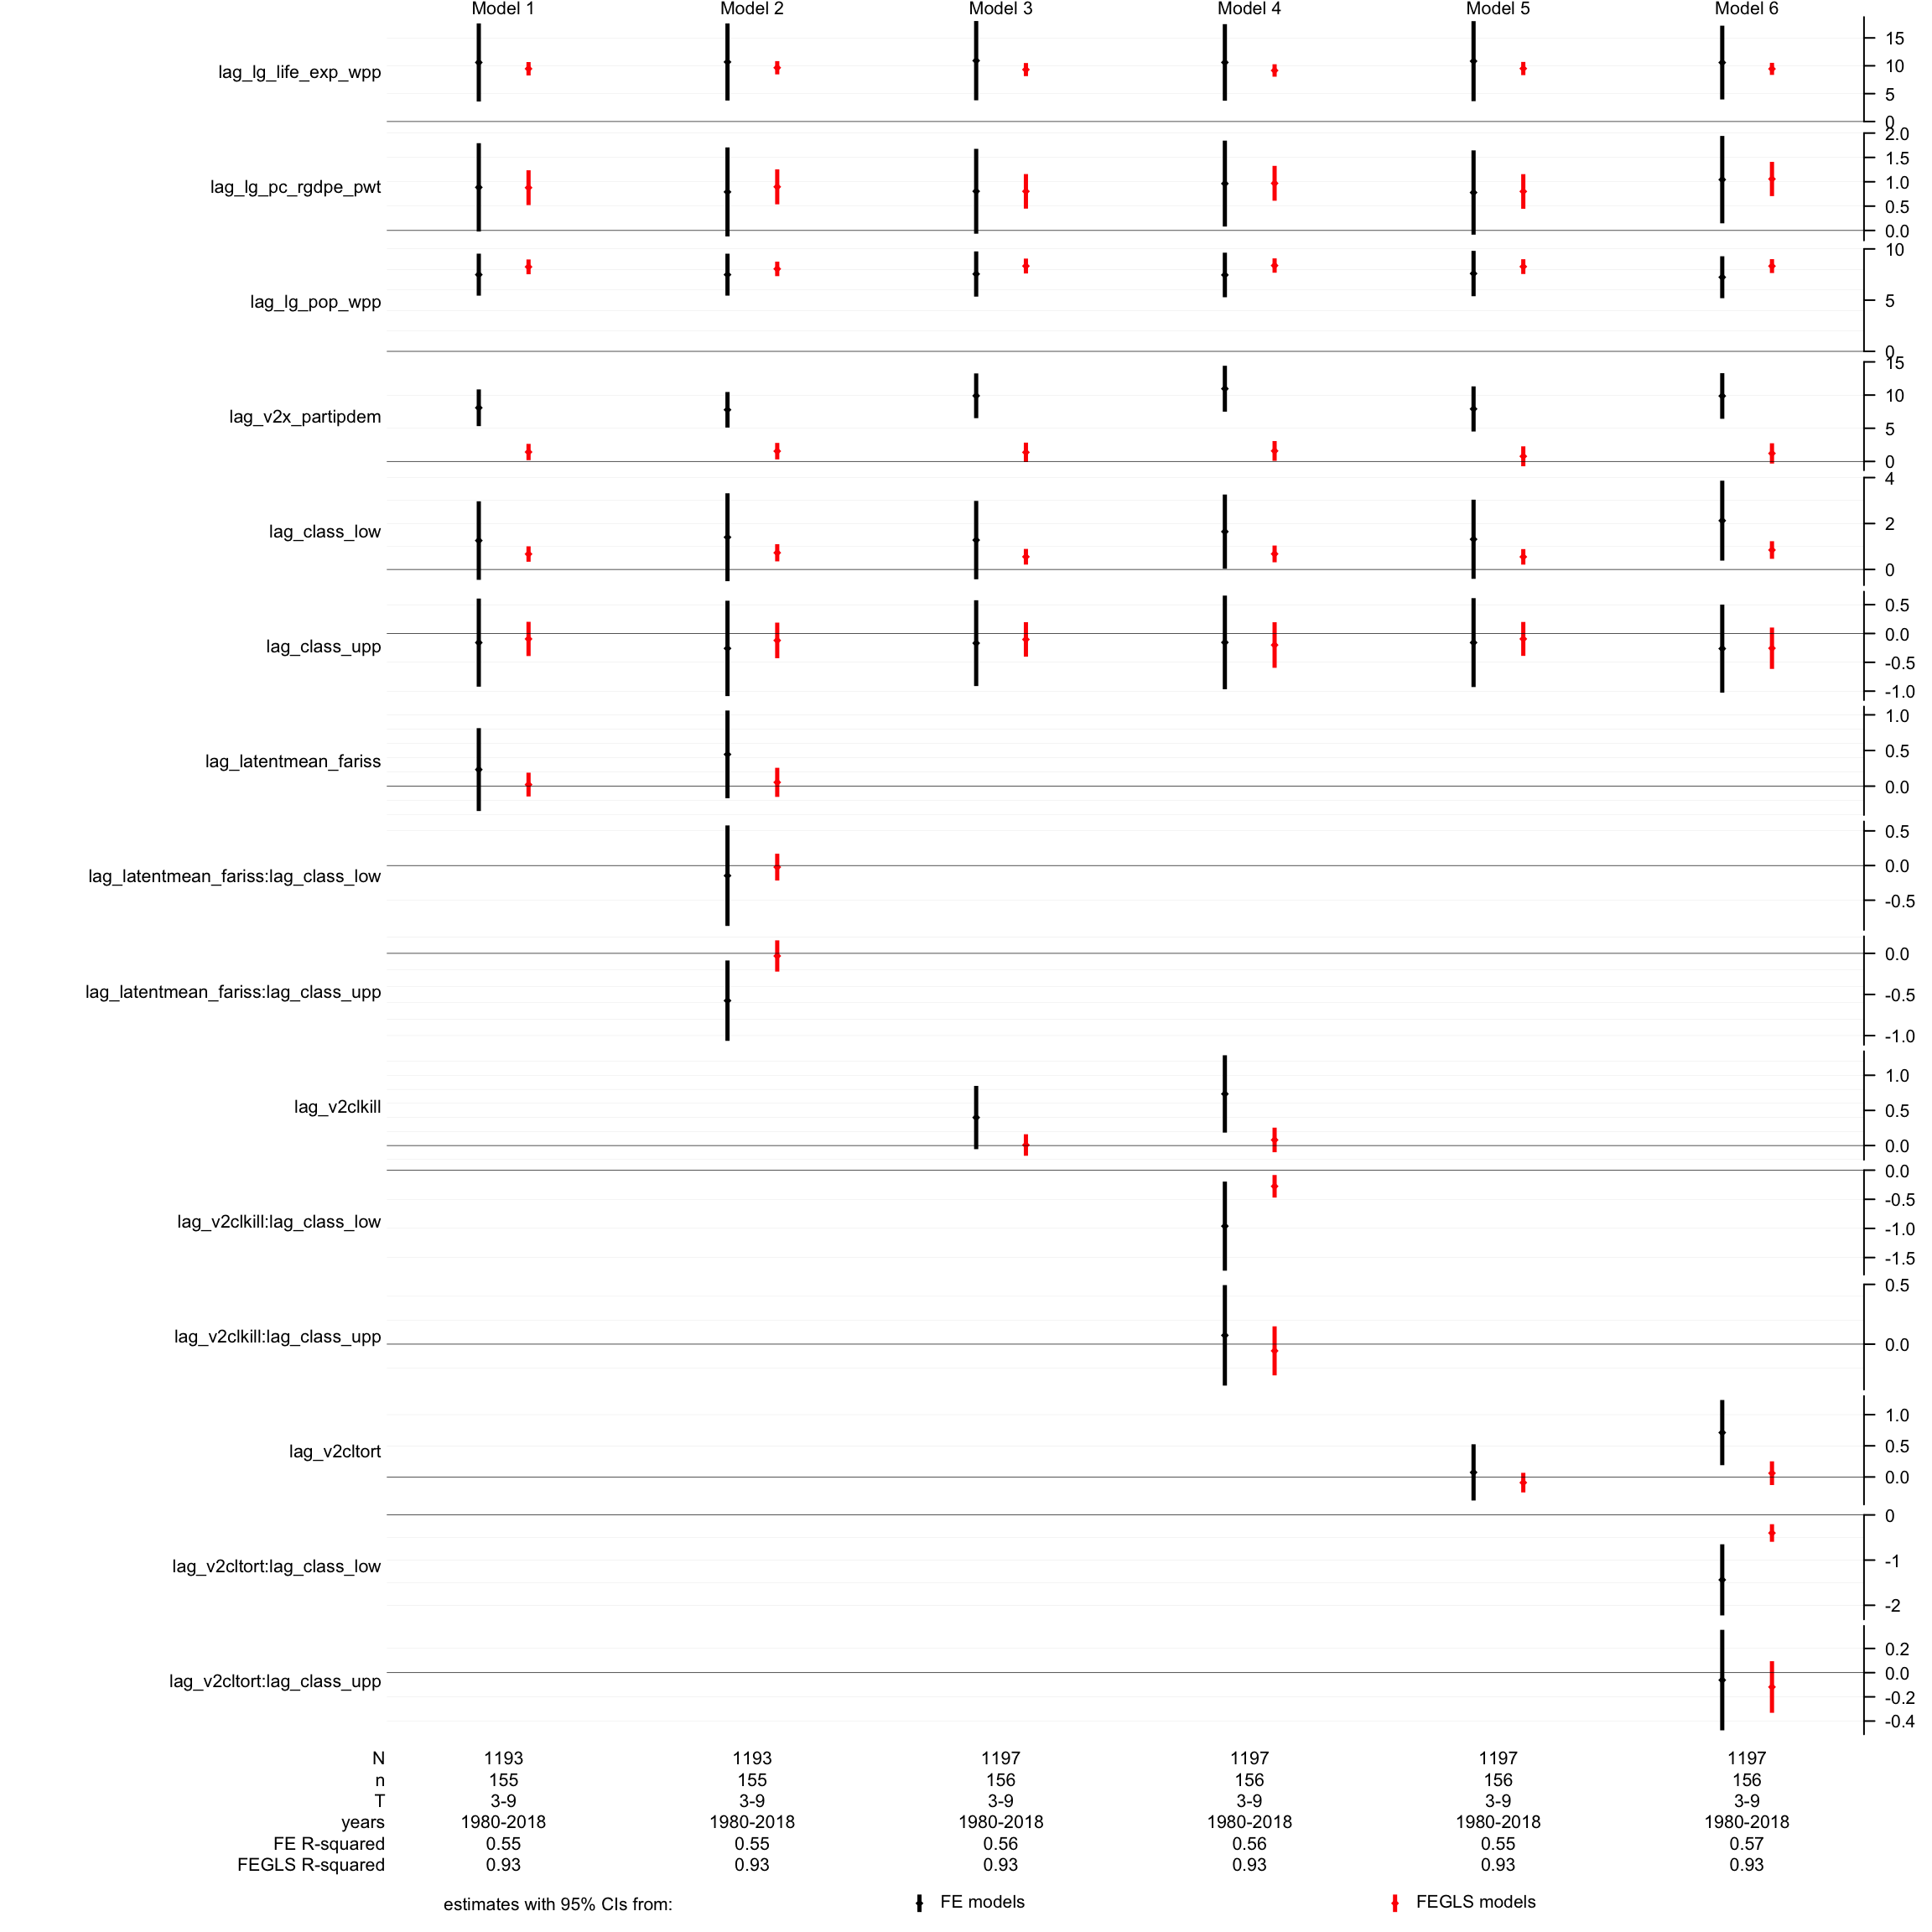 Model 1 Model 2 Model 3 Model 4 Model 5 Model 6
lag_lg_life_exp_wpp 15 10 5 0
lag_lg_pc_rgdpe_pwt 2.0 1.5 1.0 0.5 0.0
lag_lg_pop_wpp 10 5 0
lag_v2x_partipdem 15 10 5 0
lag_class_low 4 2 0
lag_class_upp 0.5 0.0 -0.5 -1.0
lag_latentmean_fariss 1.0 0.5 0.0
lag_latentmean_fariss:lag_class_low 0.5 0.0 -0.5
lag_latentmean_fariss:lag_class_upp 0.0 -0.5 -1.0
lag_v2clkill 1.0 0.5 0.0
lag_v2clkill:lag_class_low 0.0 -0.5 -1.0 -1.5
lag_v2clkill:lag_class_upp 0.5 0.0
lag_v2cltort 1.0 0.5 0.0
lag_v2cltort:lag_class_low 0 -1 -2
lag_v2cltort:lag_class_upp 0.2 0.0 -0.2 -0.4
N 1193 1193 1197 1197 1197 1197
n 155 155 156 156 156 156
T 3-9 3-9 3-9 3-9 3-9 3-9
years 1980-2018 1980-2018 1980-2018 1980-2018 1980-2018 1980-2018
FE R-squared 0.55 0.55 0.56 0.56 0.55 0.57
FEGLS R-squared 0.93 0.93 0.93 0.93 0.93 0.93
estimates with 95% CIs from: FE models FEGLS models